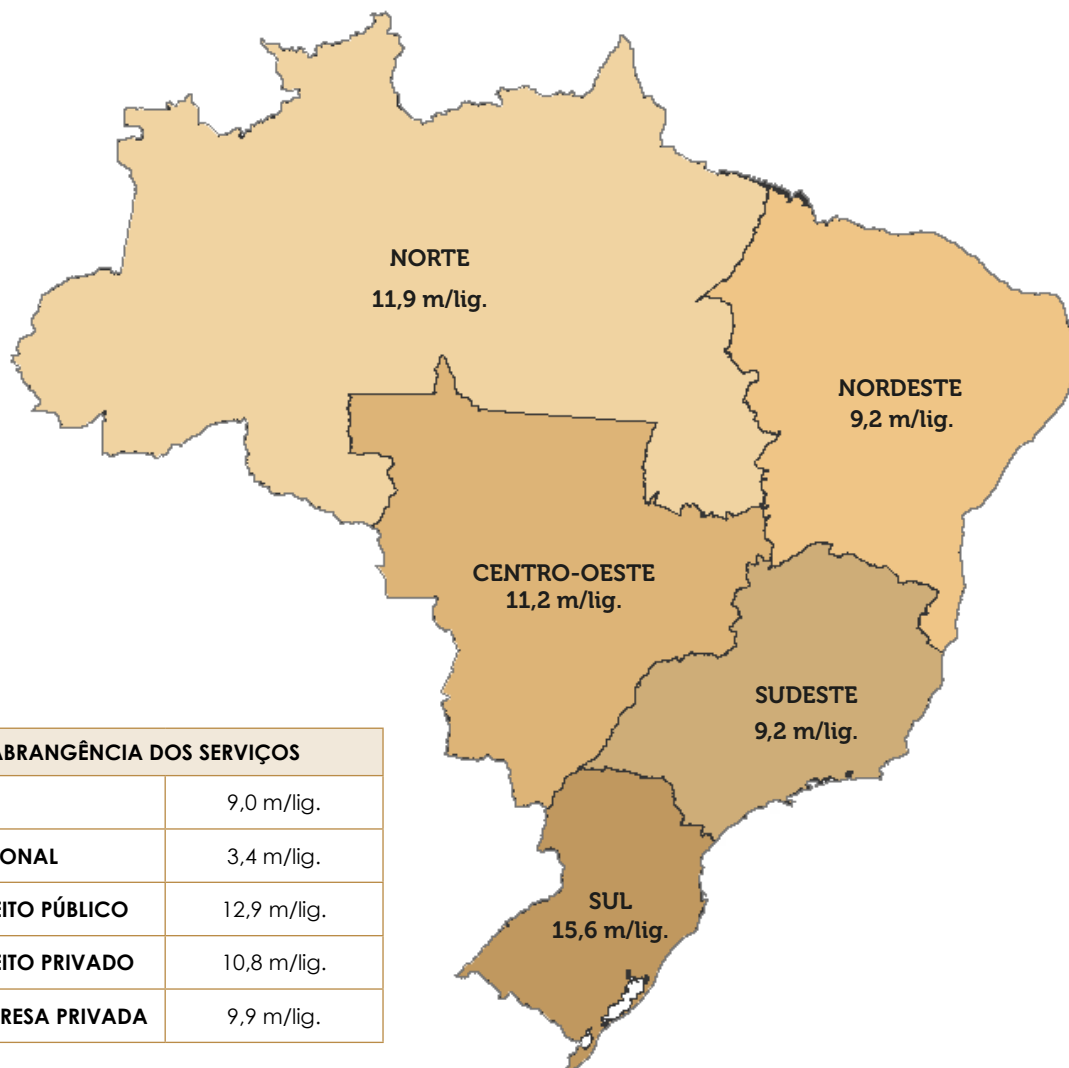 NORTE
11,9 m/lig.
NORDESTE
9,2 m/lig.
CENTRO-OESTE
11,2 m/lig.
SUDESTE
9,2 m/lig.
SUL
15,6 m/lig.
ABRANGÊNCIA DOS SERVIÇOS
9,0 m/lig.
ONAL 3,4 m/lig.
EITO PÚBLICO 12,9 m/lig.
EITO PRIVADO 10,8 m/lig.
RESA PRIVADA 9,9 m/lig.